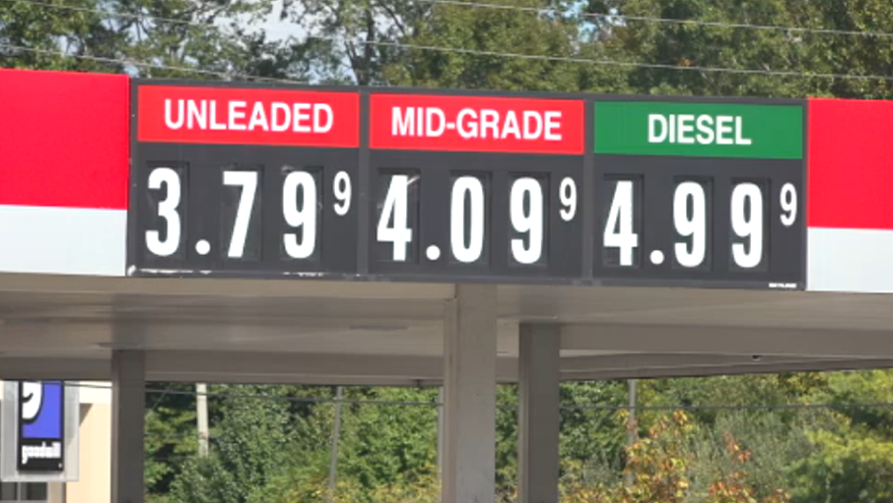 UNLEADED MID-GRADE DIESEL
3.79 9 4.09 9 4.99 9
goodwill